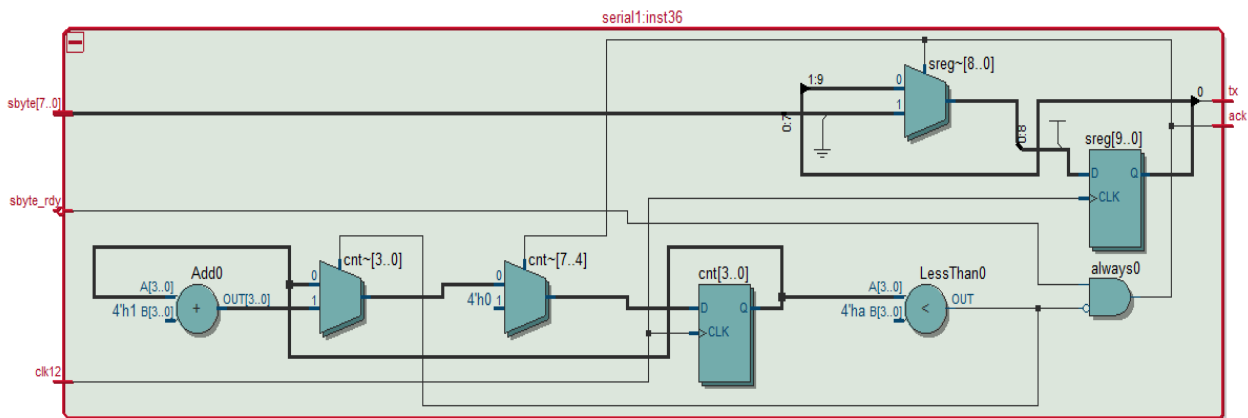 serial1:inst36
sreg~[8..0]
1:9
0
1
sbyte[7..0]
0:7
0:8
0
tx
ack
sreg[9..0]
D Q
CLK
sbyte_rdy
Add0
A[3..0]
OUT[3..0]
4'h1 B[3..0]
+
cnt~[3..0]
0
1
cnt~[7..4]
0
4'h0 1
cnt[3..0]
D Q
CLK
LessThan0
A[3..0]
OUT
4'ha B[3..0]
<
always0
clk12